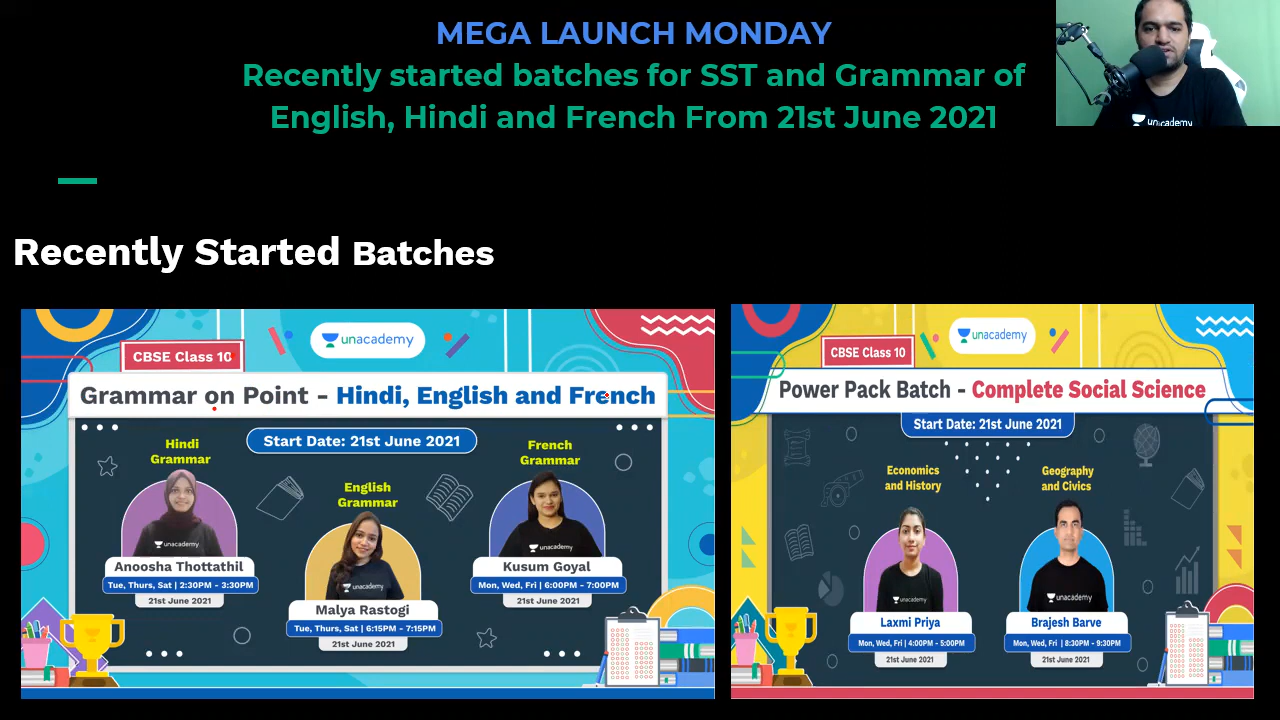 MEGA LAUNCH MONDAY
Recently started batches for SST and Grammar of
English, Hindi and French From 21st June 2021
unacademy
Recently Started Batches
unacademy
CBSE Class 10
Grammar on Point - Hindi, English and French
Start Date: 21st June 2021
Hindi
Grammar
English
Grammar
French
Grammar
unacademy
unacademy
unacademy
Anoosha Thottathil
Tue, Thurs, Sat | 2:30PM - 3:30PM
21st June 2021
Malya Rastogi
Tue, Thurs, Sat | 6:15PM - 7:15PM
21st June 2021
Kusum Goyal
Mon, Wed, Fri | 6:00PM - 7:00PM
21st June 2021
unacademy
CBSE Class 10
Power Pack Batch - Complete Social Science
Start Date: 21st June 2021
Economics
and History
Geography
and Civics
unacademy
unacademy
Laxmi Priya
Mon, Wed, Fri | 4:00PM - 5:00PM
21st June 2021
Brajesh Barve
Mon, Wed, Fri | 8:30PM - 9:30PM
21st June 2021